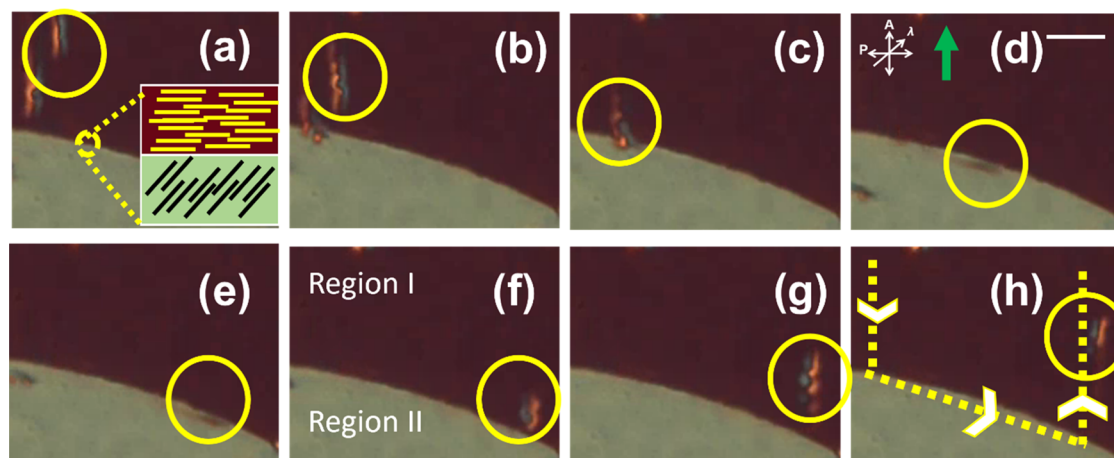 (a)
(b)
(c)
A
P
λ
(d)
(e)
Region I
(f)
Region II
(g)
(h)